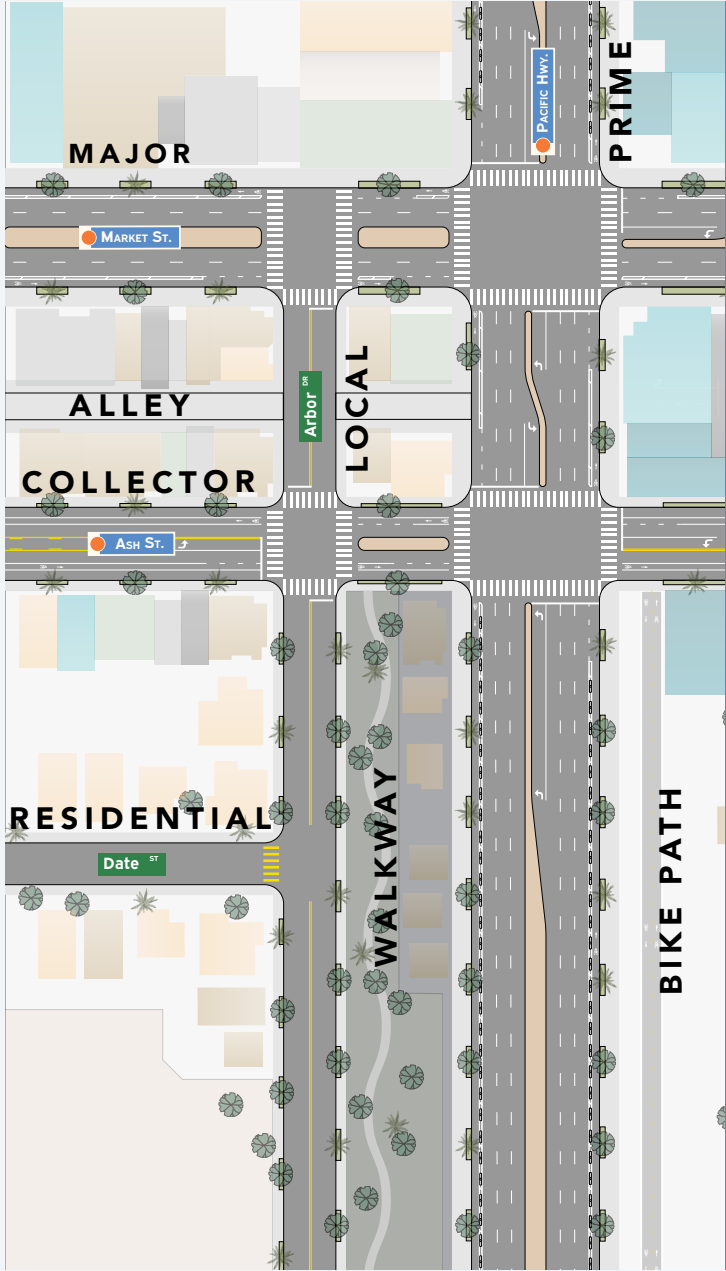 PRIME
PACIFIC HWY.
MAJOR
MARKET ST.
LOCAL
Arbor DR
ALLEY
COLLECTOR
ASH ST.
RESIDENTIAL
Date ST
WALKWAY
BIKE PATH